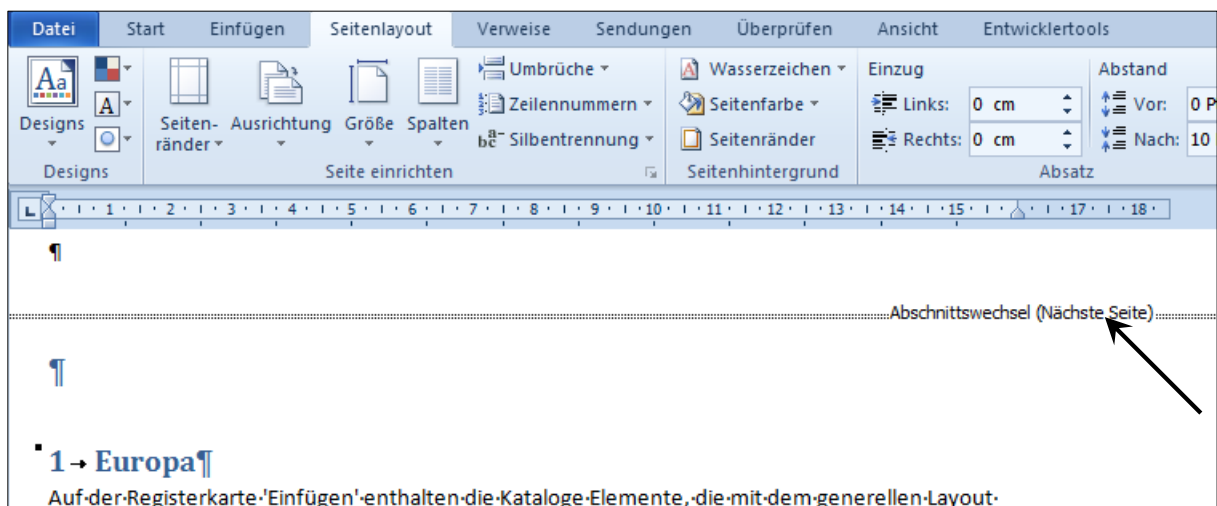 Datei Start Einfügen Seitenlayout Verweise Sendungen Überprüfen Ansicht Entwicklertools
Aa Umbrüche Wasserzeichen Einzug Abstand
A Zeilennummern Seitenfarbe Links: 0 cm Vor: 0 P
Designs Seiten- Ausrichtung Größe Spalten
ränder Silbentrennung Seitenränder Rechts: 0 cm Nach: 10
Designs Seite einrichten Seitenhintergrund Absatz
L · 1 · 2 · 3 · 4 · 5 · 6 · 7 · 8 · 9 · 10 · 11 · 12 · 13 · 14 · 15 · 17 · 18 ·
¶
Abschnittswechsel (Nächste Seite)
¶
1→Europa¶
Auf·der·Registerkarte·'Einfügen'·enthalten·die·Kataloge·Elemente,·die·mit·dem·generellen·Layout·